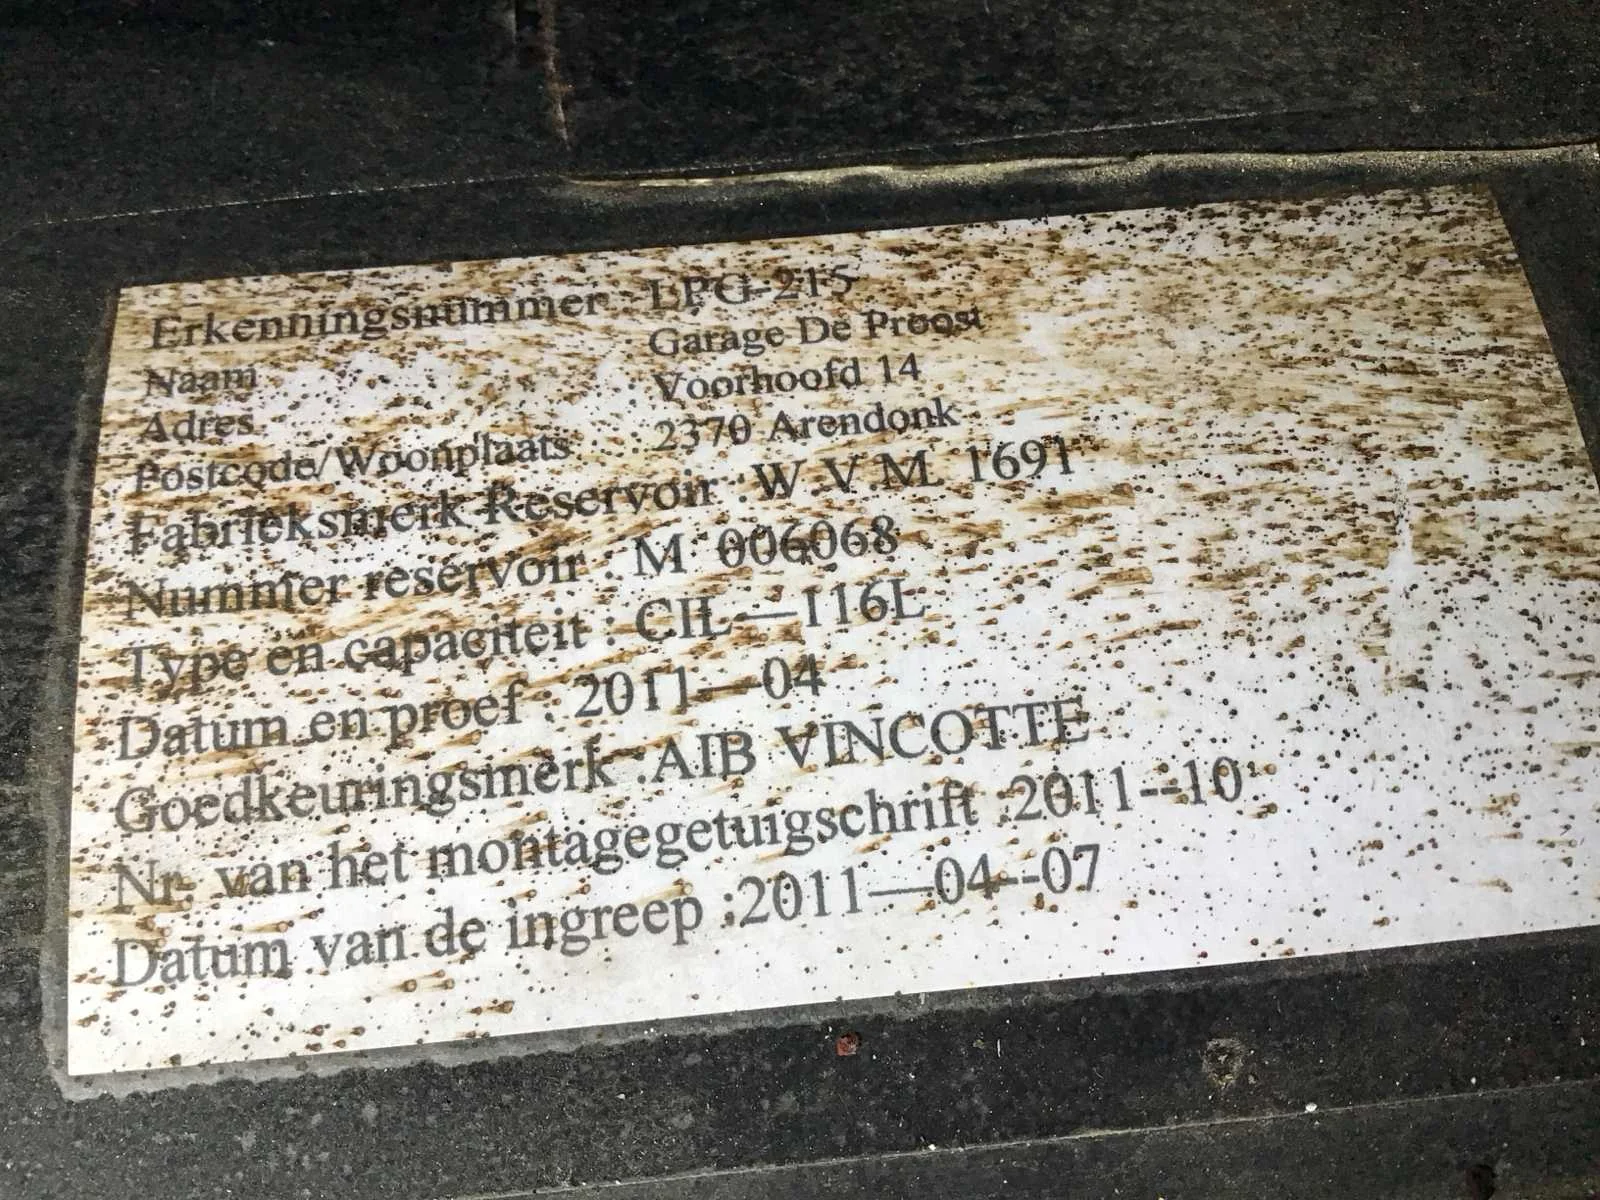 Erkenningsnummer : LPG-215
Naam : Garage De Proost
Adres : Voorhoofd 14
Postcode/Woonplaats : 2370 Arendonk
Fabrieksmerk Reservoir : W V M 1691
Nummer reservoir : M 006068
Type en capaciteit : CIL—116L
Datum en proef : 2011—04
Goedkeuringsmerk :AIB VINCOTTE
Nr. van het montagegetuigschrift :2011--10
Datum van de ingreep :2011—04--07